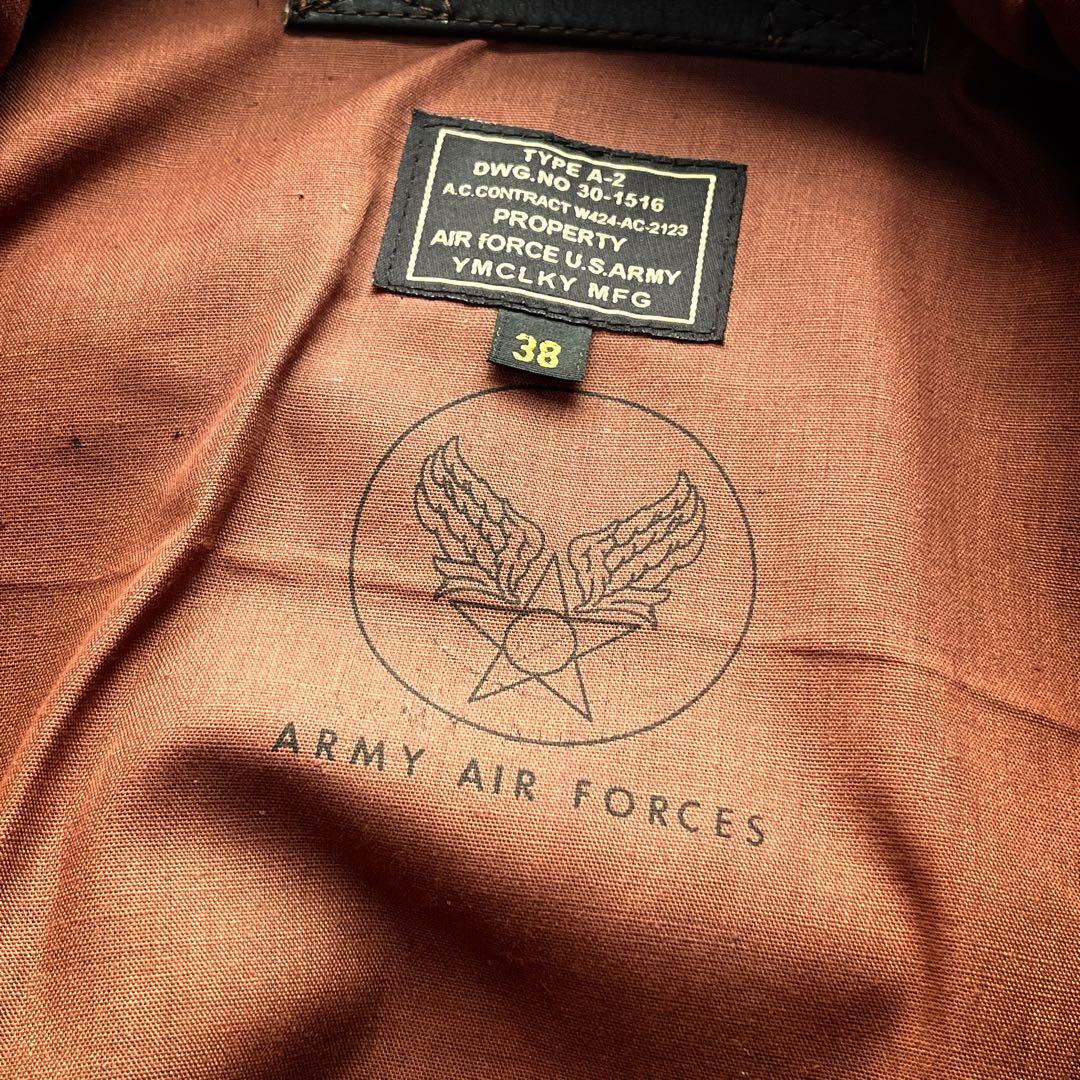 TYPE A-2
DWG.NO 30-1516
A.C.CONTRACT W424-AC-2123
PROPERTY
AIR fORCE U.S.ARMY
YMCLKY MFG
38
ARMY AIR FORCES